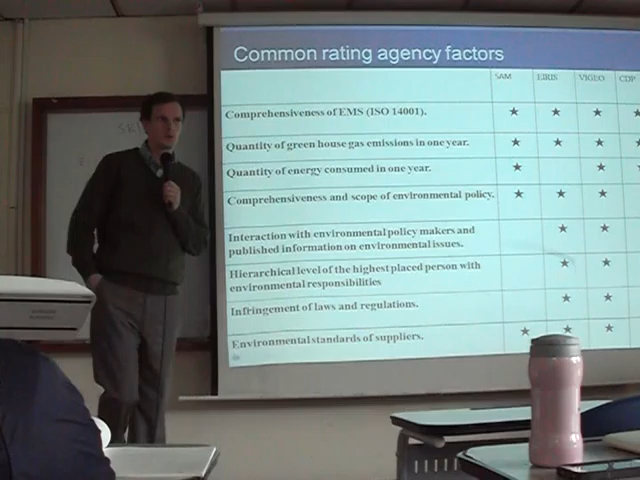 Common rating agency factors
SAM EIRIS VIGEO CDP
Comprehensiveness of EMS (ISO 14001).
Quantity of green house gas emissions in one year.
Quantity of energy consumed in one year.
Comprehensiveness and scope of environmental policy.
Interaction with environmental policy makers and
published information on environmental issues.
Hierarchical level of the highest placed person with
environmental responsibilities
Infringement of laws and regulations.
Environmental standards of suppliers.